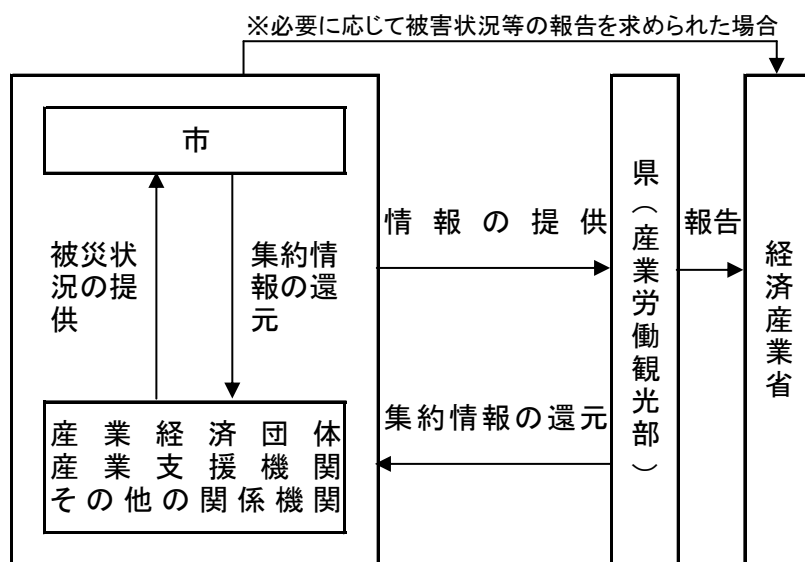 ※必要に応じて被害状況等の報告を求められた場合
市
被災状
況の提
供
集約情
報の還
元
産業経済団体
産業支援機関
その他の関係機関
情報の提供
集約情報の還元
県（産業労働観光部）
報告
経済産業省